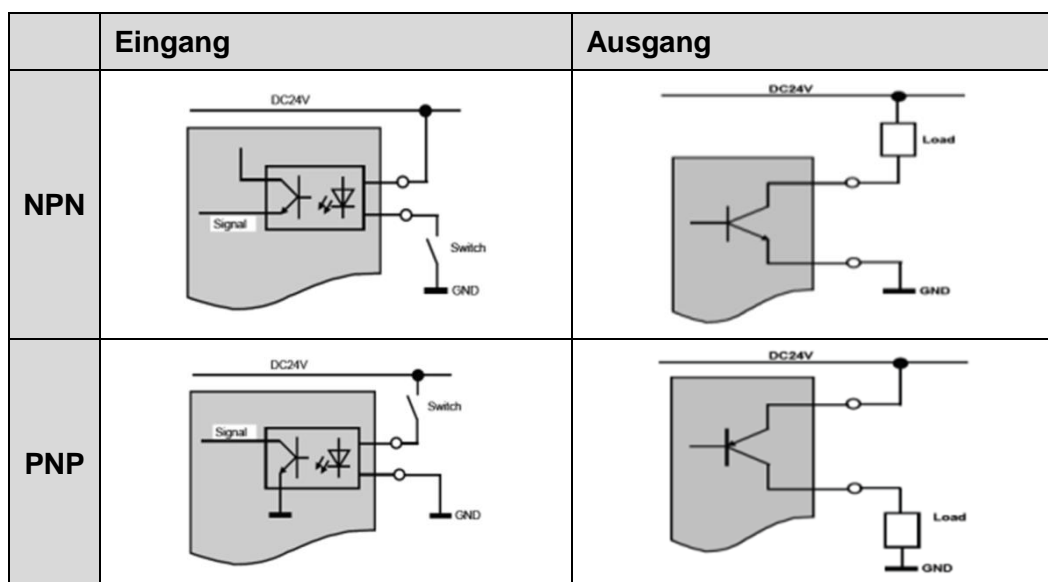 Eingang
Ausgang
NPN
DC24V
Signal
Switch
GND
DC24V
Load
GND
PNP
DC24V
Switch
Signal
GND
DC24V
Load
GND